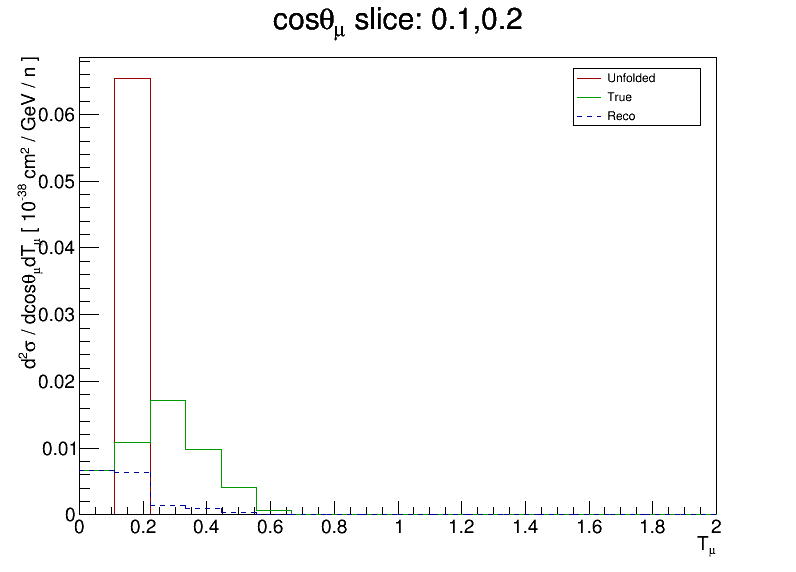 cosθμ slice: 0.1,0.2
d²σ / dcosθμdTμ [ 10⁻³⁸ cm² / GeV / n ]
Unfolded
True
Reco
0.06
0.05
0.04
0.03
0.02
0.01
0
0 0.2 0.4 0.6 0.8 1 1.2 1.4 1.6 1.8 2
Tμ